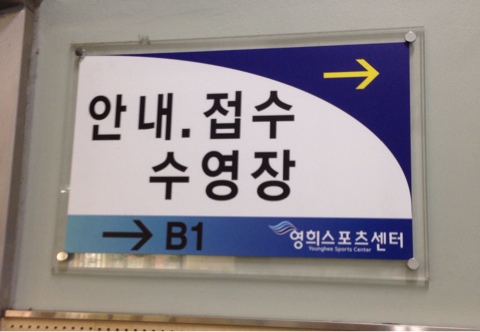 안내.접수
수영장
B1
영희스포츠센터
Younghee Sports Center